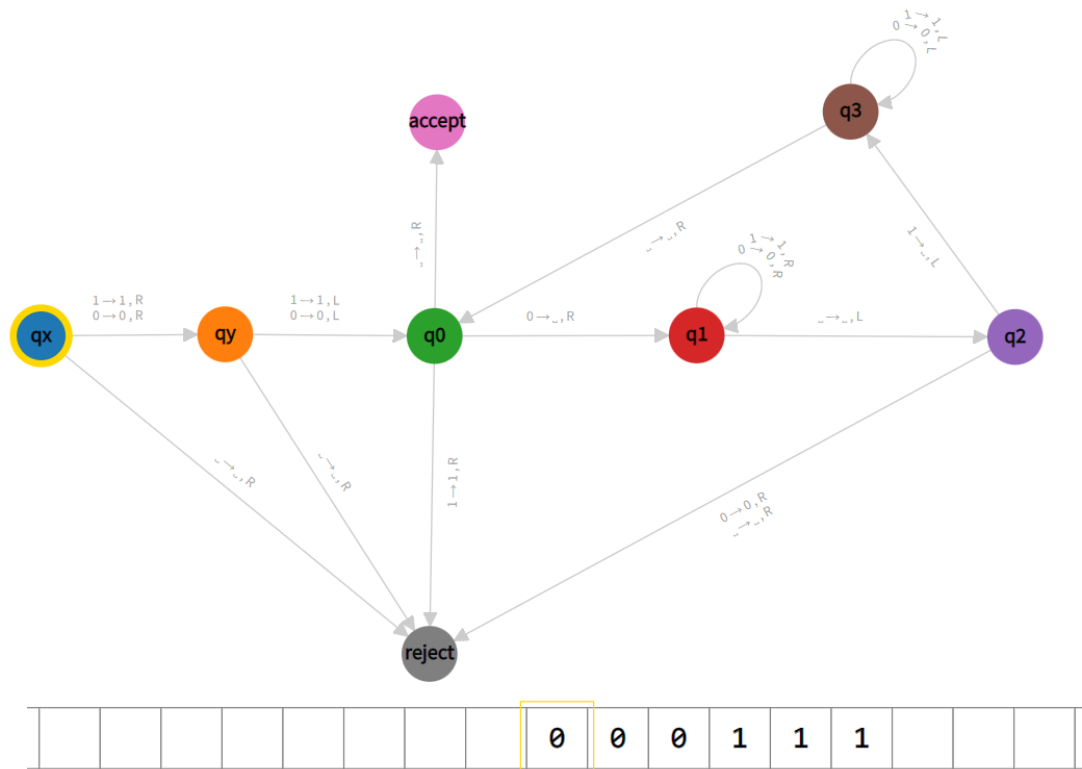 1→1,L
0→0,L
q3
accept
␣→␣,R
␣→␣,R
1→1,R
0→0,R
1→␣,L
1→1,R
0→0,R
1→1,L
0→0,L
0→␣,R
␣→␣,L
qx
qy
q0
q1
q2
␣→␣,R
␣→␣,R
1→1,R
0→0,R
␣→␣,R
reject
0 0 0 1 1 1